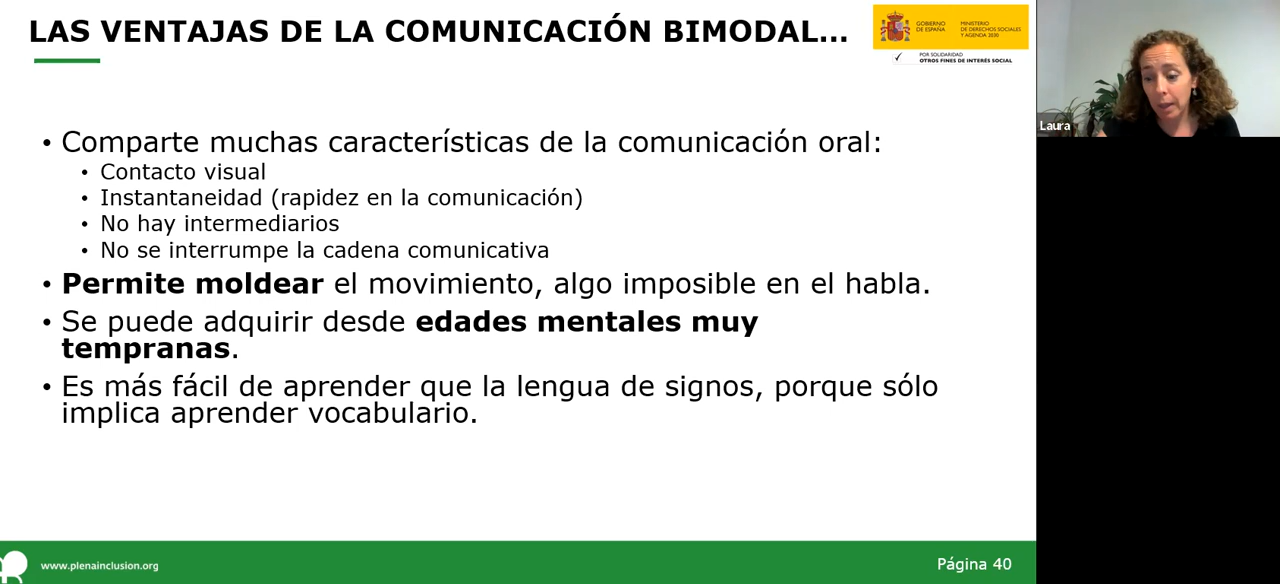 LAS VENTAJAS DE LA COMUNICACIÓN BIMODAL...
GOBIERNO
DE ESPAÑA
MINISTERIO
DE DERECHOS SOCIALES
Y AGENDA 2030
POR SOLIDARIDAD
OTROS FINES DE INTERÉS SOCIAL
Laura
• Comparte muchas características de la comunicación oral:
• Contacto visual
• Instantaneidad (rapidez en la comunicación)
• No hay intermediarios
• No se interrumpe la cadena comunicativa
• Permite moldear el movimiento, algo imposible en el habla.
• Se puede adquirir desde edades mentales muy
tempranas.
• Es más fácil de aprender que la lengua de signos, porque sólo
implica aprender vocabulario.
www.plenainclusion.org
Página 40